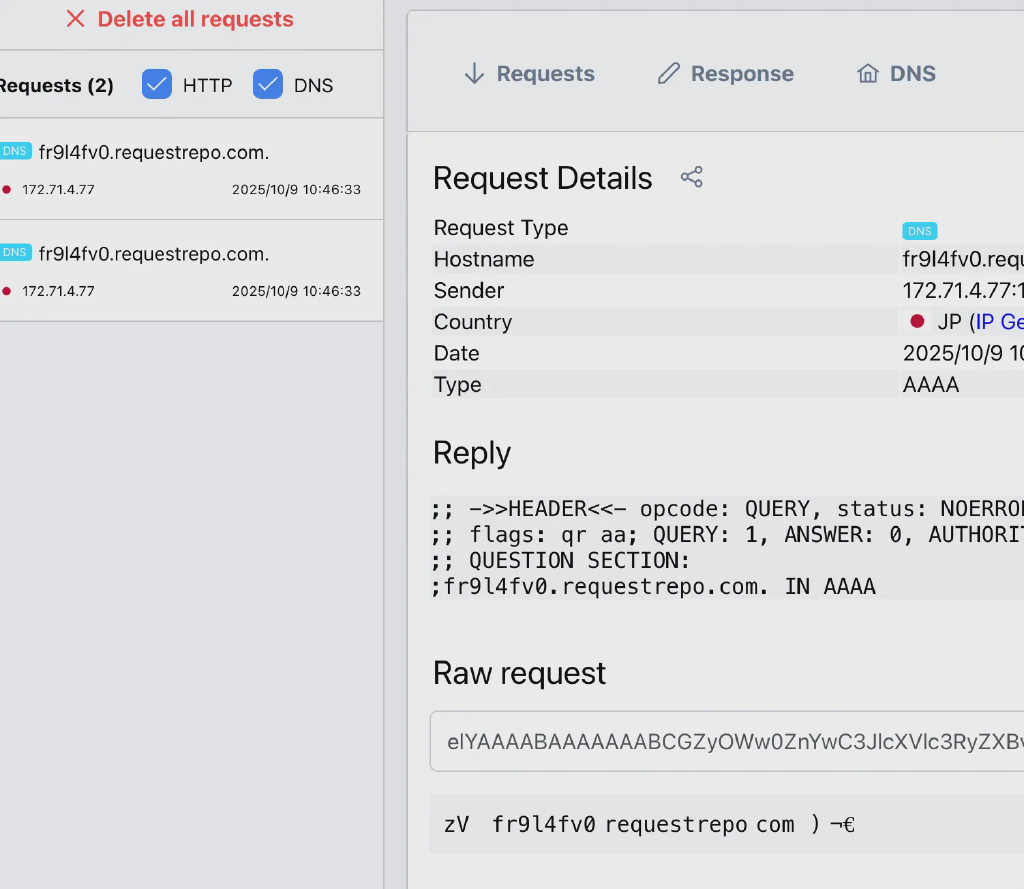 Delete all requests
Requests (2) HTTP DNS
DNS fr9l4fv0.requestrepo.com.
172.71.4.77 2025/10/9 10:46:33
DNS fr9l4fv0.requestrepo.com.
172.71.4.77 2025/10/9 10:46:33
Requests Response DNS
Request Details
Request Type DNS
Hostname fr9l4fv0.requ
Sender 172.71.4.77:1
Country JP (IP Ge
Date 2025/10/9 10
Type AAAA
Reply
;; ->>HEADER<<- opcode: QUERY, status: NOERRO
;; flags: qr aa; QUERY: 1, ANSWER: 0, AUTHORIT
;; QUESTION SECTION:
;fr9l4fv0.requestrepo.com. IN AAAA
Raw request
elYAAAABAAAAAAABCGZyOWw0ZnYwC3JlcXVlc3RyZXBv
zV fr9l4fv0 requestrepo com ) ¬€